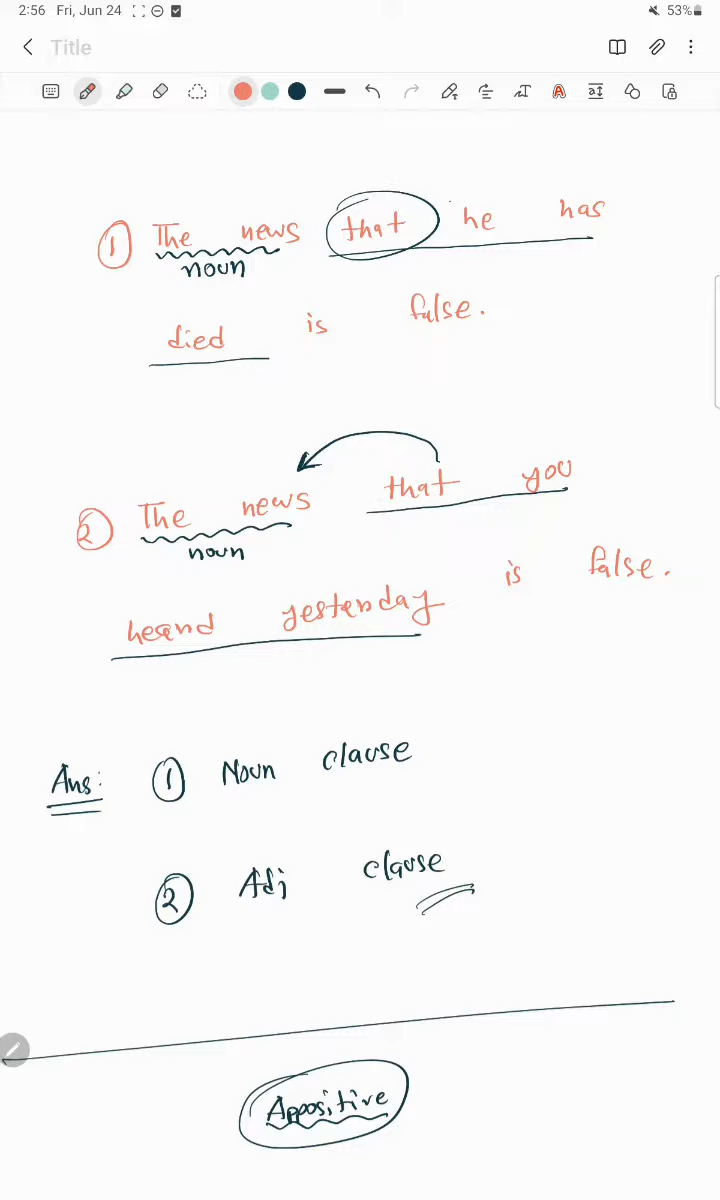 2:56 Fri, Jun 24
53%
Title
① The news that he has
noun
died is false.
② The news that you
noun
heard yesterday is false.
Ans: ① Noun clause
② Adj clause
Appositive